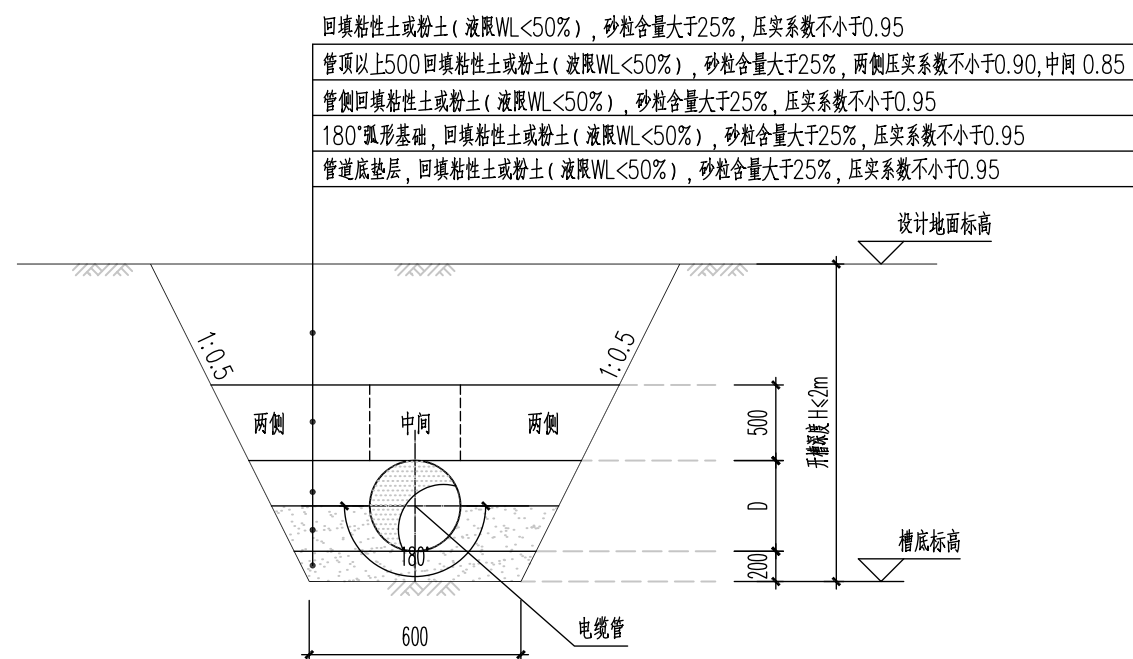 回填粘性土或粉土(液限WL<50%),砂粒含量大于25%,压实系数不小于0.95
管顶以上500回填粘性土或粉土(波限WL<50%),砂粒含量大于25%,两侧压实系数不小于0.90,中间 0.85
管侧回填粘性土或粉土(液限WL<50%),砂粒含量大于25%,压实系数不小于0.95
180°弧形基础,回填粘性土或粉土(液限WL<50%),砂粒含量大于25%,压实系数不小于0.95
管道底垫层,回填粘性土或粉土(液限WL<50%),砂粒含量大于25%,压实系数不小于0.95
设计地面标高
1:0.5
1:0.5
两侧
中间
两侧
500
开槽深度H≤2m
D
180°
200
槽底标高
600
电缆管